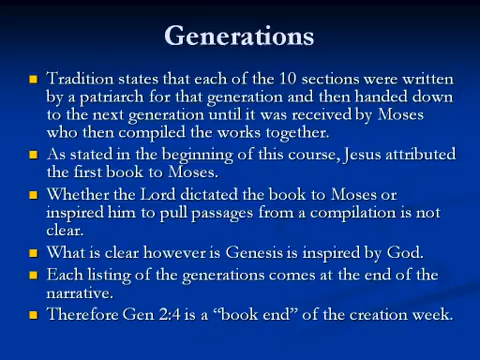 Generations
Tradition states that each of the 10 sections were written
by a patriarch for that generation and then handed down
to the next generation until it was received by Moses
who then compiled the works together.
As stated in the beginning of this course, Jesus attributed
the first book to Moses.
Whether the Lord dictated the book to Moses or
inspired him to pull passages from a compilation is not
clear.
What is clear however is Genesis is inspired by God.
Each listing of the generations comes at the end of the
narrative.
Therefore Gen 2:4 is a “book end” of the creation week.